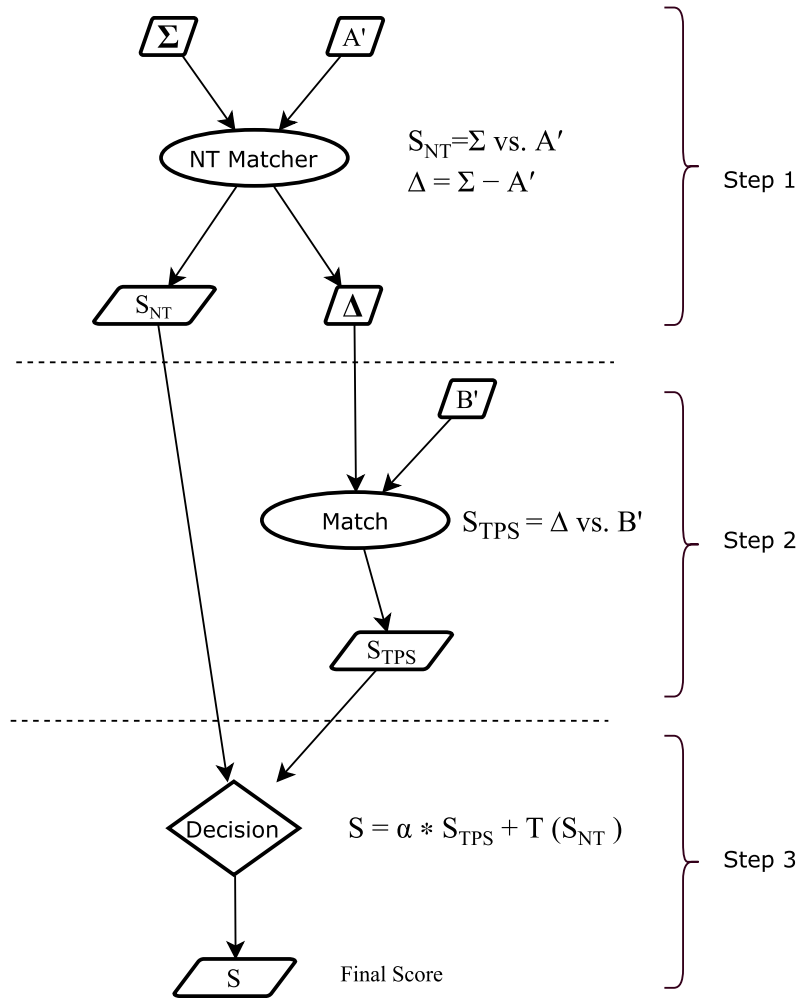 Σ
A'
NT Matcher
S_NT=Σ vs. A′
Δ = Σ − A′
Step 1
S_NT
Δ
B'
Match
S_TPS = Δ vs. B'
Step 2
S_TPS
Decision
S = α ∗ S_TPS + T (S_NT )
Step 3
S
Final Score